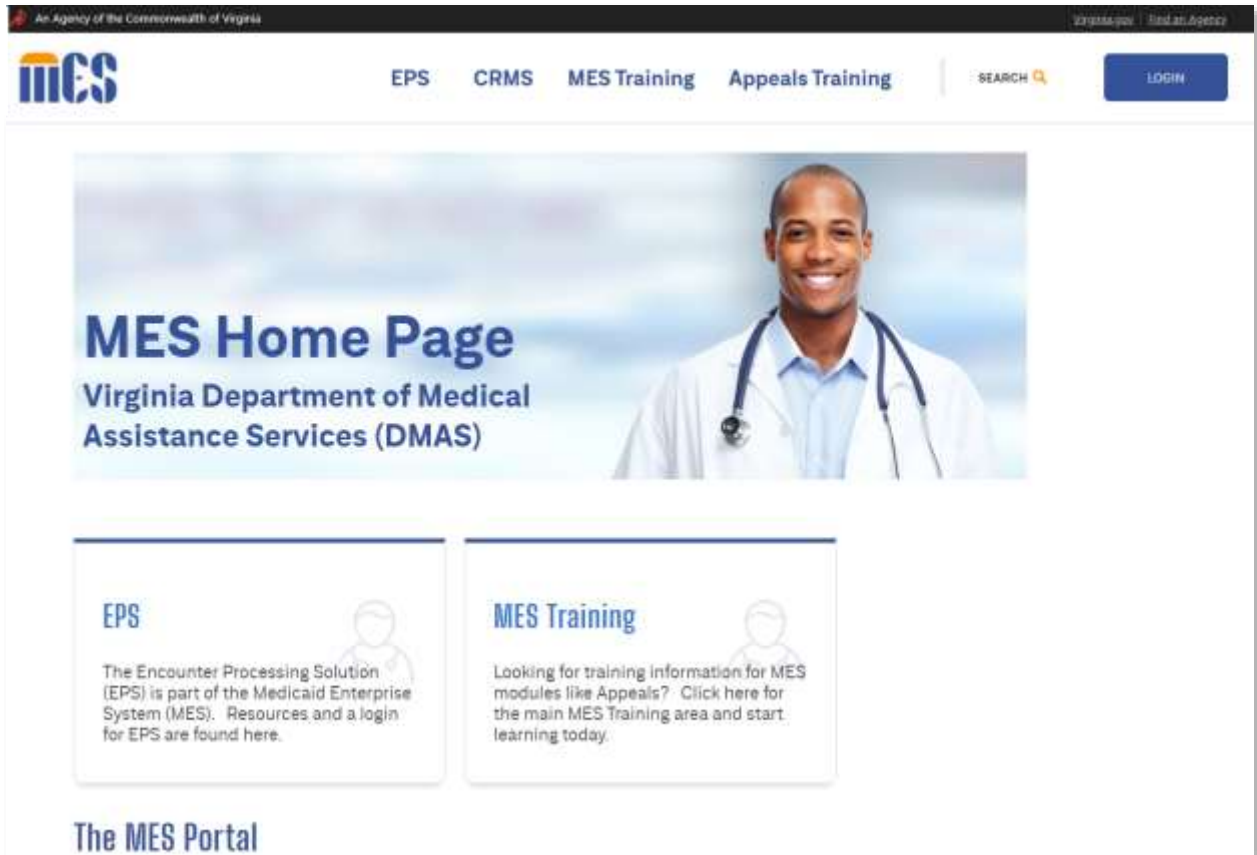 An Agency of the Commonwealth of Virginia
Virginia.gov | Find an Agency
mES
EPS CRMS MES Training Appeals Training
SEARCH
LOGIN
MES Home Page
Virginia Department of Medical
Assistance Services (DMAS)
EPS
The Encounter Processing Solution
(EPS) is part of the Medicaid Enterprise
System (MES). Resources and a login
for EPS are found here.
MES Training
Looking for training information for MES
modules like Appeals? Click here for
the main MES Training area and start
learning today.
The MES Portal